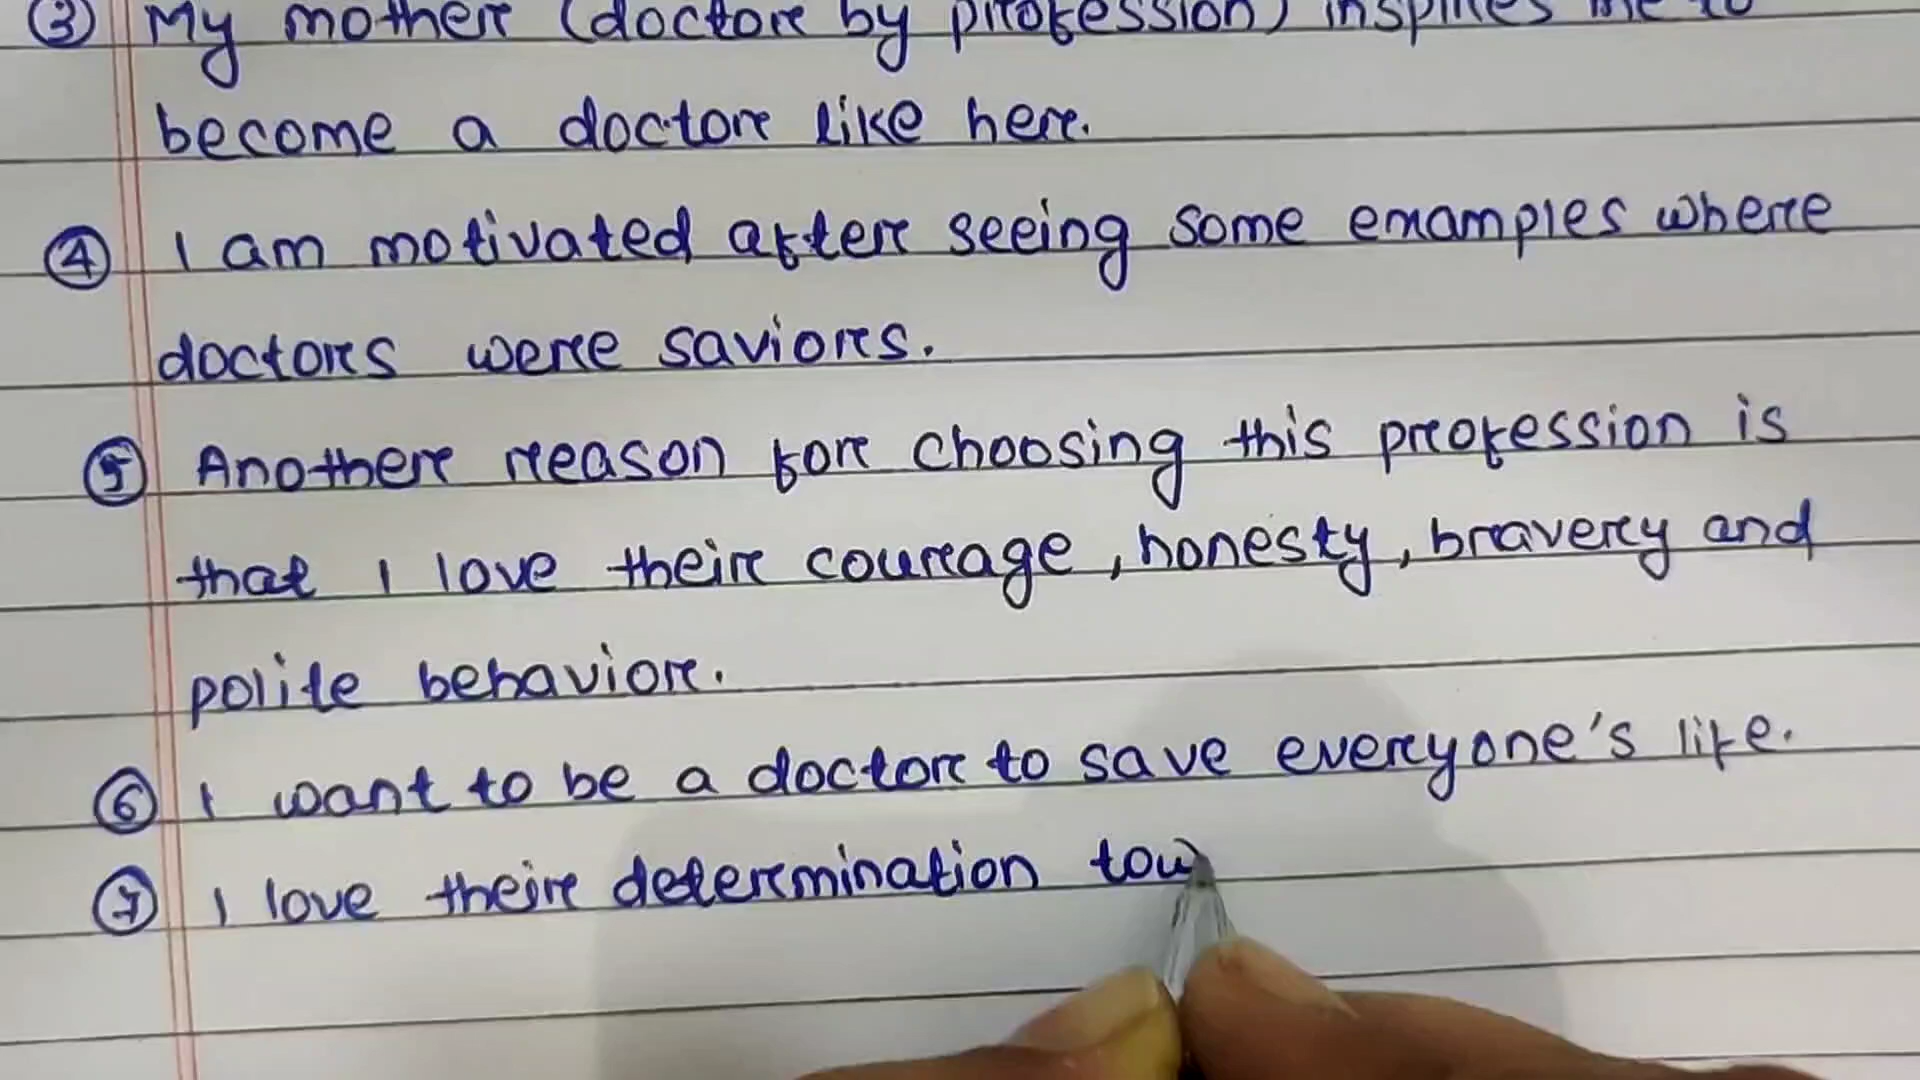 ③ My mother (doctor by profession) inspires me to
become a doctor like her.
④ I am motivated after seeing some examples where
doctors were saviors.
⑤ Another reason for choosing this profession is
that I love their courage, honesty, bravery and
polite behavior.
⑥ I want to be a doctor to save everyone's life.
⑦ I love their determination tow